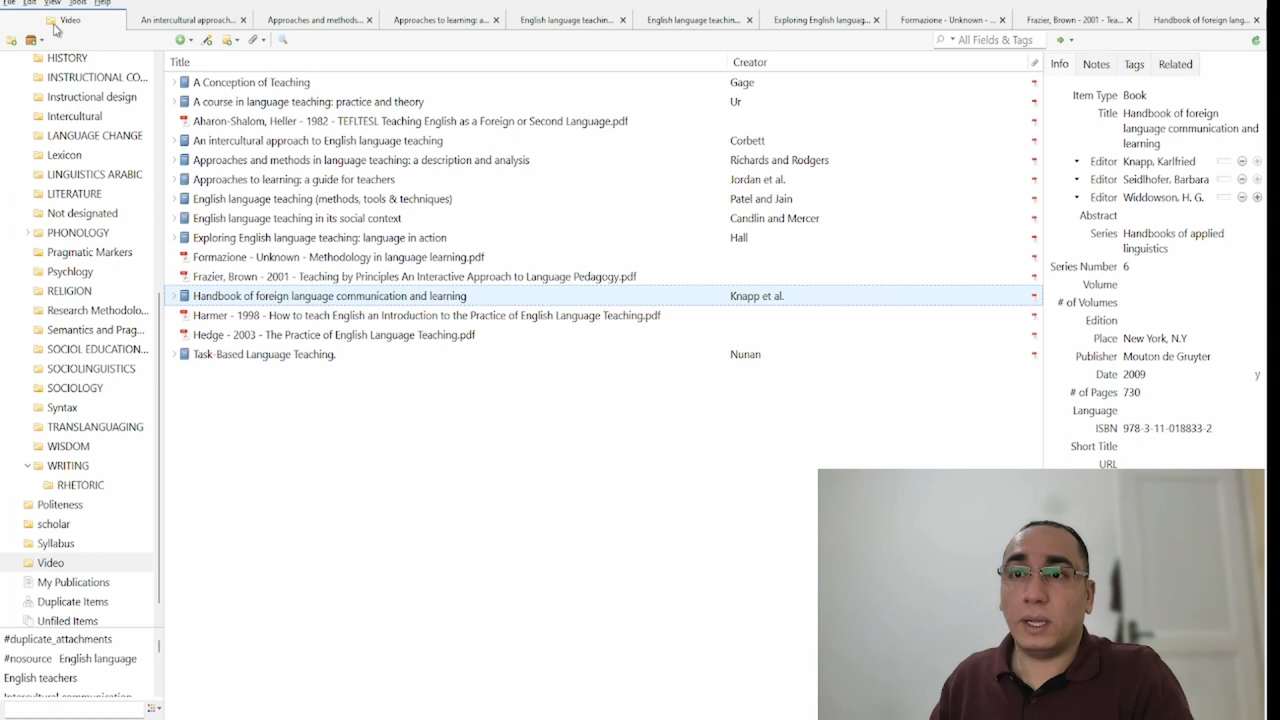 File Edit View Tools Help
Video
An intercultural approach...
Approaches and methods...
Approaches to learning: a...
English language teachin...
English language teachin...
Exploring English languag...
Formazione - Unknown - ...
Frazier, Brown - 2001 - Tea...
Handbook of foreign lang...
All Fields & Tags
HISTORY
INSTRUCTIONAL CO...
Instructional design
Intercultural
LANGUAGE CHANGE
Lexicon
LINGUISTICS ARABIC
LITERATURE
Not designated
PHONOLOGY
Pragmatic Markers
Psychlogy
RELIGION
Research Methodolo...
Semantics and Prag...
SOCIOL EDUCATION...
SOCIOLINGUISTICS
SOCIOLOGY
Syntax
TRANSLANGUAGING
WISDOM
WRITING
RHETORIC
Politeness
scholar
Syllabus
Video
My Publications
Duplicate Items
Unfiled Items
#duplicate_attachments
#nosource English language
English teachers
Intercultural communication
Title Creator
A Conception of Teaching Gage
A course in language teaching: practice and theory Ur
Aharon-Shalom, Heller - 1982 - TEFLTESL Teaching English as a Foreign or Second Language.pdf
An intercultural approach to English language teaching Corbett
Approaches and methods in language teaching: a description and analysis Richards and Rodgers
Approaches to learning: a guide for teachers Jordan et al.
English language teaching (methods, tools & techniques) Patel and Jain
English language teaching in its social context Candlin and Mercer
Exploring English language teaching: language in action Hall
Formazione - Unknown - Methodology in language learning.pdf
Frazier, Brown - 2001 - Teaching by Principles An Interactive Approach to Language Pedagogy.pdf
Handbook of foreign language communication and learning Knapp et al.
Harmer - 1998 - How to teach English an Introduction to the Practice of English Language Teaching.pdf
Hedge - 2003 - The Practice of English Language Teaching.pdf
Task-Based Language Teaching. Nunan
Info Notes Tags Related
Item Type Book
Title Handbook of foreign
language communication and
learning
Editor Knapp, Karlfried
Editor Seidlhofer, Barbara
Editor Widdowson, H. G.
Abstract
Series Handbooks of applied
linguistics
Series Number 6
Volume
# of Volumes
Edition
Place New York, N.Y
Publisher Mouton de Gruyter
Date 2009 y
# of Pages 730
Language
ISBN 978-3-11-018833-2
Short Title
URL